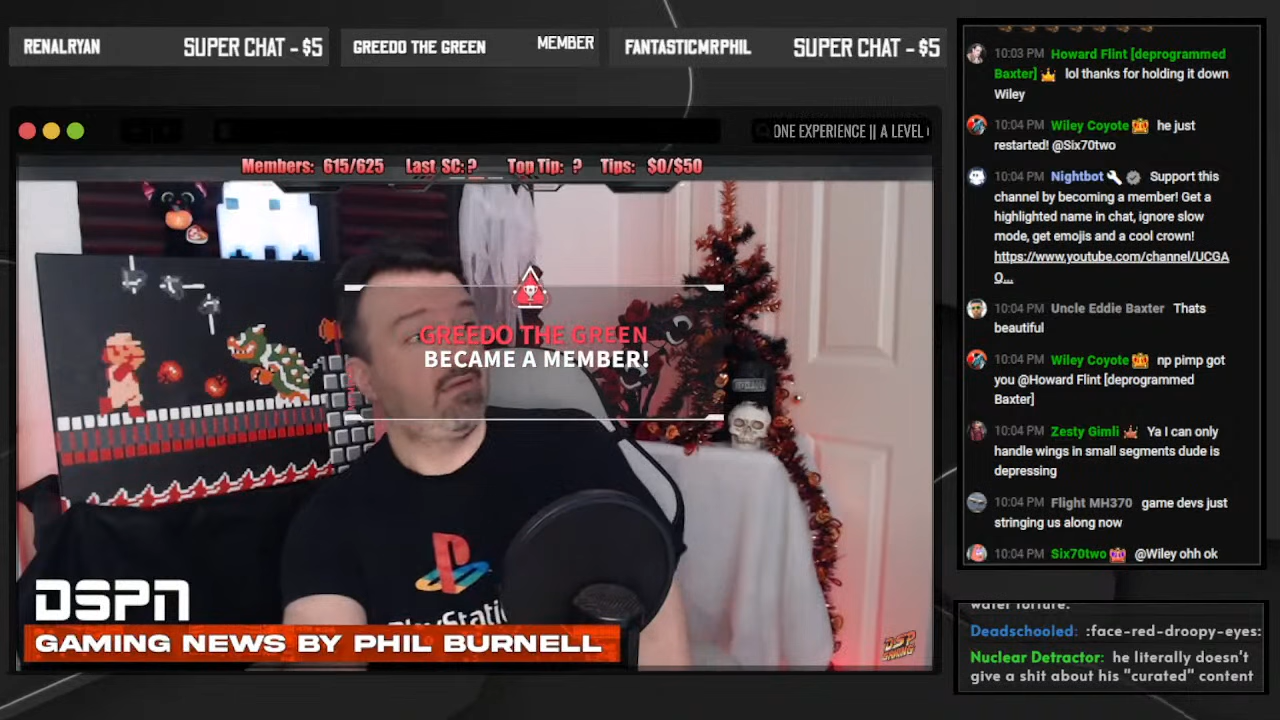 RENALRYAN SUPER CHAT - $5 GREEDO THE GREEN MEMBER FANTASTICMRPHIL SUPER CHAT - $5
ONE EXPERIENCE || A LEVEL
Members: 615/625 Last SC: ? Top Tip: ? Tips: $0/$50
GREEDO THE GREEN
BECAME A MEMBER!
PlayStatio
DSPN
GAMING NEWS BY PHIL BURNELL
DSP
GAMING
10:03 PM Howard Flint [deprogrammed
Baxter] lol thanks for holding it down
Wiley
10:04 PM Wiley Coyote he just
restarted! @Six70two
10:04 PM Nightbot Support this
channel by becoming a member! Get a
highlighted name in chat, ignore slow
mode, get emojis and a cool crown!
https://www.youtube.com/channel/UCGA
Q...
10:04 PM Uncle Eddie Baxter Thats
beautiful
10:04 PM Wiley Coyote np pimp got
you @Howard Flint [deprogrammed
Baxter]
10:04 PM Zesty Gimli Ya I can only
handle wings in small segments dude is
depressing
10:04 PM Flight MH370 game devs just
stringing us along now
10:04 PM Six70two @Wiley ohh ok
water torture.
Deadschooled: :face-red-droopy-eyes:
Nuclear Detractor: he literally doesn't
give a shit about his "curated" content